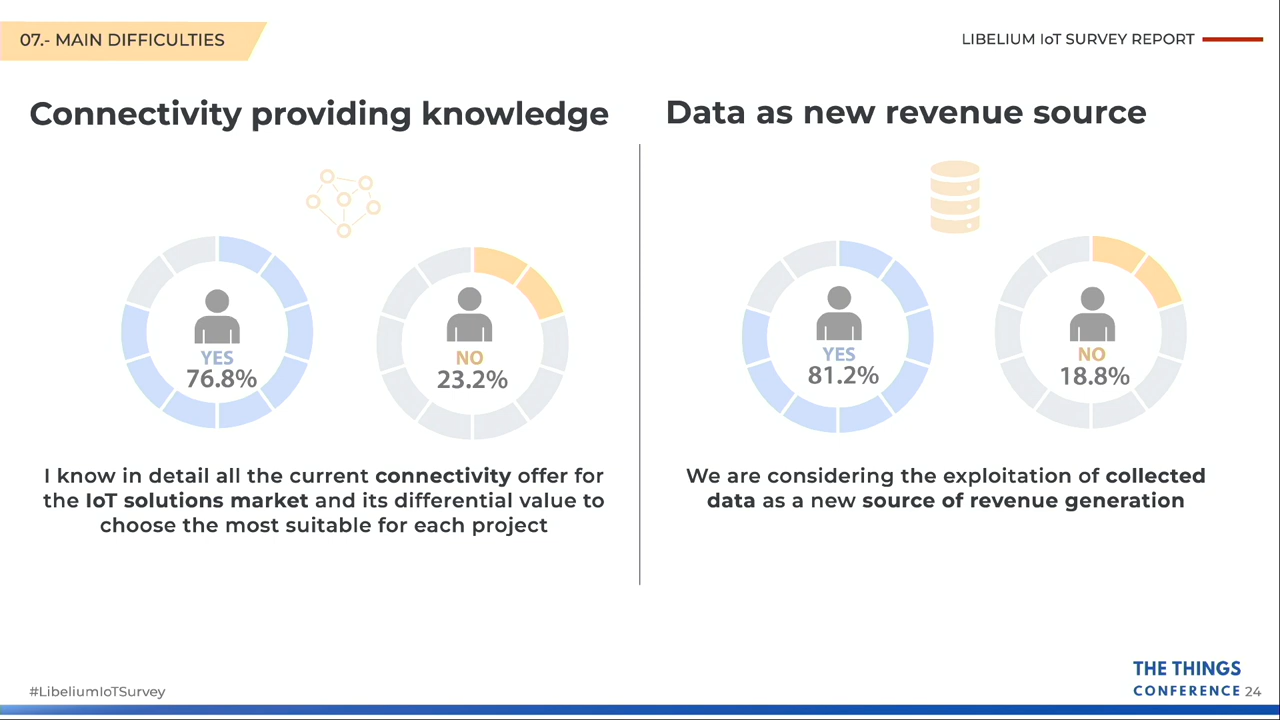 07.- MAIN DIFFICULTIES
LIBELIUM IoT SURVEY REPORT
Connectivity providing knowledge
YES
76.8%
NO
23.2%
I know in detail all the current connectivity offer for
the IoT solutions market and its differential value to
choose the most suitable for each project
Data as new revenue source
YES
81.2%
NO
18.8%
We are considering the exploitation of collected
data as a new source of revenue generation
#LibeliumIoTSurvey
THE THINGS
CONFERENCE 24